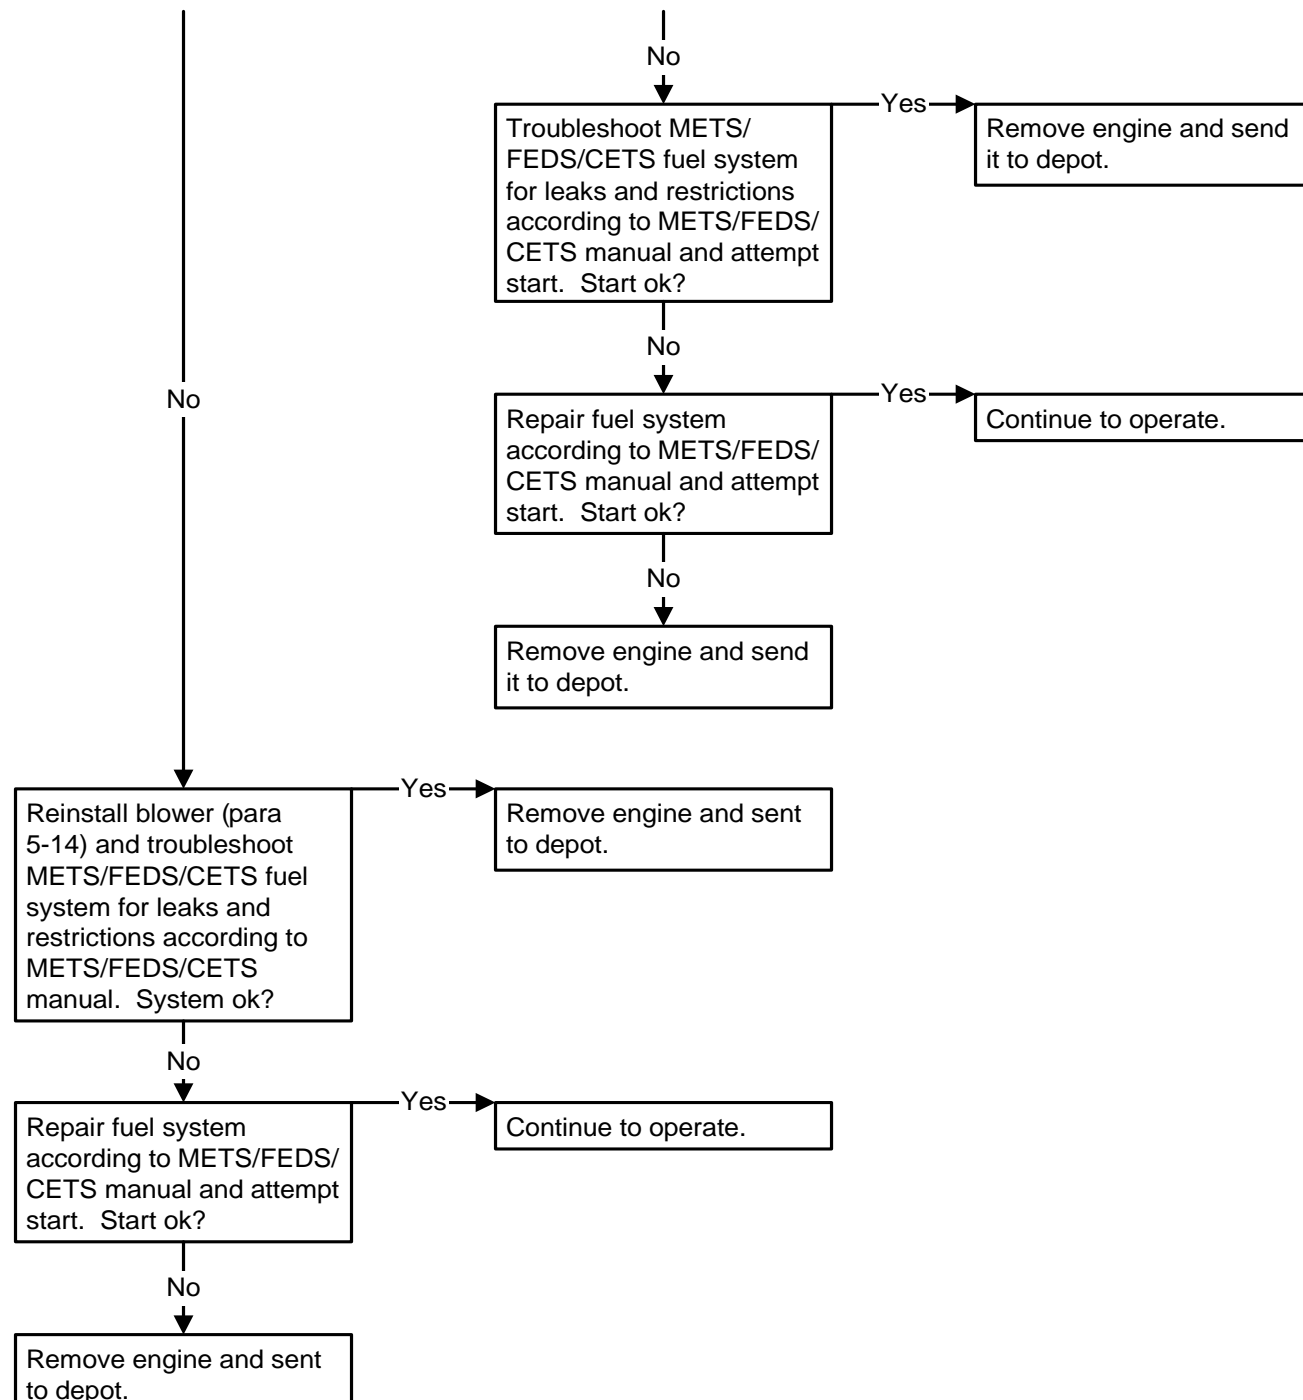 No
Troubleshoot METS/
FEDS/CETS fuel system
for leaks and restrictions
according to METS/FEDS/
CETS manual and attempt
start.  Start ok?
Yes
Remove engine and send
it to depot.
No
Repair fuel system
according to METS/FEDS/
CETS manual and attempt
start.  Start ok?
Yes
Continue to operate.
No
Remove engine and send
it to depot.
No
Reinstall blower (para
5-14) and troubleshoot
METS/FEDS/CETS fuel
system for leaks and
restrictions according to
METS/FEDS/CETS
manual.  System ok?
Yes
Remove engine and sent
to depot.
No
Repair fuel system
according to METS/FEDS/
CETS manual and attempt
start.  Start ok?
Yes
Continue to operate.
No
Remove engine and sent
to depot.